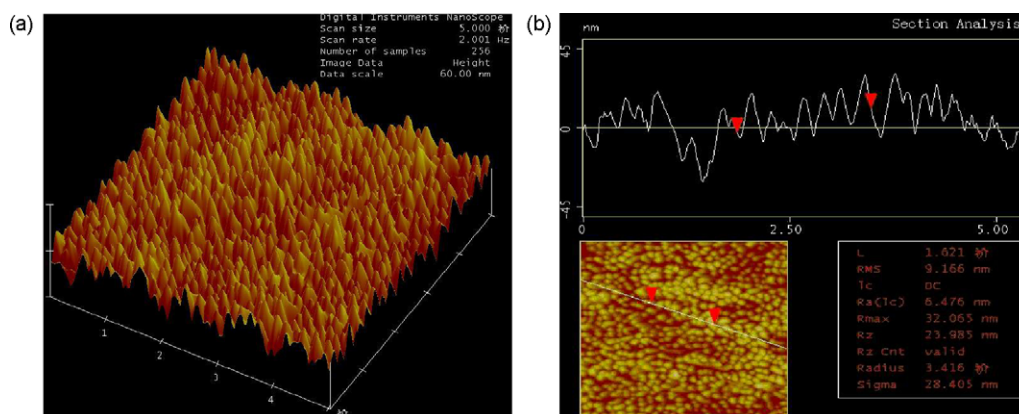 (a)
Digital Instruments NanoScope
Scan size 5.000 ㎛
Scan rate 2.001 Hz
Number of samples 256
Image Data Height
Data scale 60.00 nm
1
2
3
4
(b)
Section Analysis
nm
45
0
-45
0
2.50
5.00
L 1.621
RMS 9.166 nm
lc DC
Ra(lc) 6.476 nm
Rmax 32.065 nm
Rz 23.985 nm
Rz Cnt valid
Radius 3.416
Sigma 28.405 nm